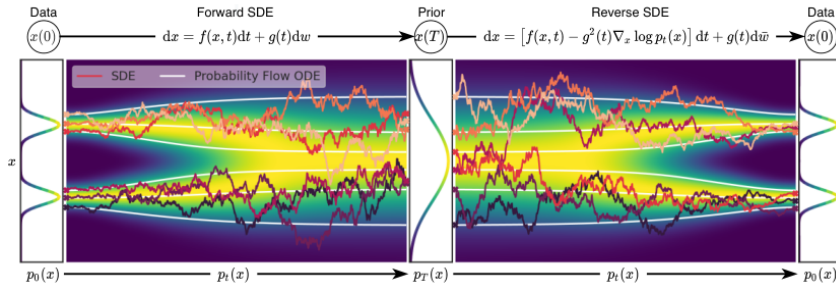 Data Forward SDE Prior Reverse SDE Data
x(0) dx = f(x, t)dt + g(t)dw x(T) dx = [f(x, t) − g²(t)∇ₓ log pₜ(x)] dt + g(t)dw̄ x(0)
SDE Probability Flow ODE
x
p₀(x) pₜ(x) p_T(x) pₜ(x) p₀(x)